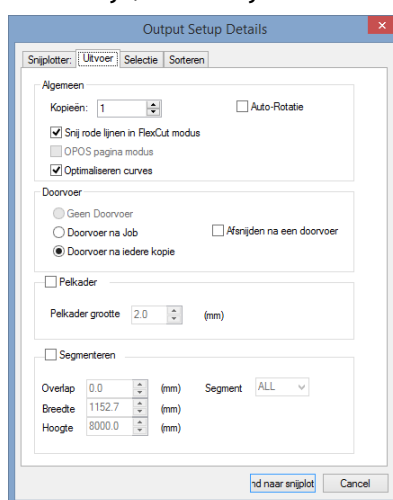 Output Setup Details
Snijplotter: Uitvoer Selectie Sorteren
Algemeen
Kopieën: 1 Auto-Rotatie
Snij rode lijnen in FlexCut modus
OPOS pagina modus
Optimaliseren curves
Doorvoer
Geen Doorvoer
Doorvoer na Job Afsnijden na een doorvoer
Doorvoer na iedere kopie
Pelkader
Pelkader grootte 2.0 (mm)
Segmenteren
Overlap 0.0 (mm) Segment ALL
Breedte 1152.7 (mm)
Hoogte 8000.0 (mm)
naar snijplot Cancel